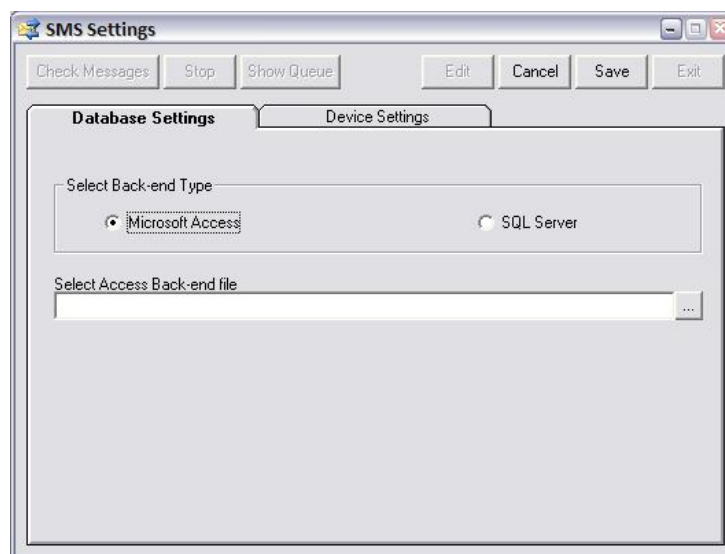 SMS Settings
Check Messages Stop Show Queue Edit Cancel Save Exit
Database Settings Device Settings
Select Back-end Type
Microsoft Access SQL Server
Select Access Back-end file
...